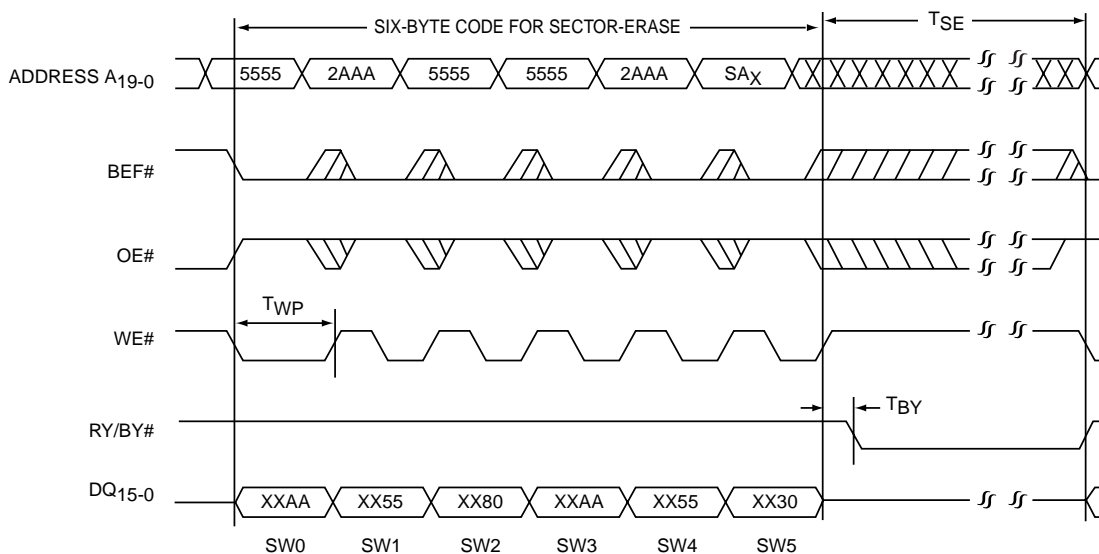 SIX-BYTE CODE FOR SECTOR-ERASE TSE
ADDRESS A19-0 5555 2AAA 5555 5555 2AAA SAX
BEF#
OE#
TWP
WE#
TBY
RY/BY#
DQ15-0 XXAA XX55 XX80 XXAA XX55 XX30
SW0 SW1 SW2 SW3 SW4 SW5